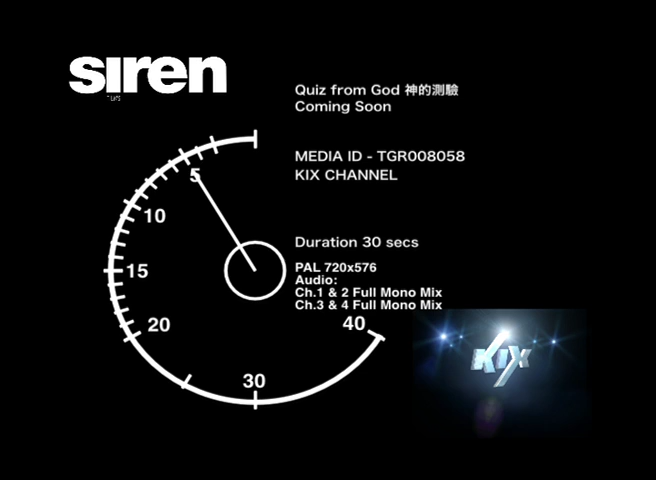 siren
Quiz from God 神的測驗
Coming Soon
MEDIA ID - TGR008058
KIX CHANNEL
5
10
15
Duration 30 secs
PAL 720x576
Audio:
Ch.1 & 2 Full Mono Mix
Ch.3 & 4 Full Mono Mix
20
40
30
KIX